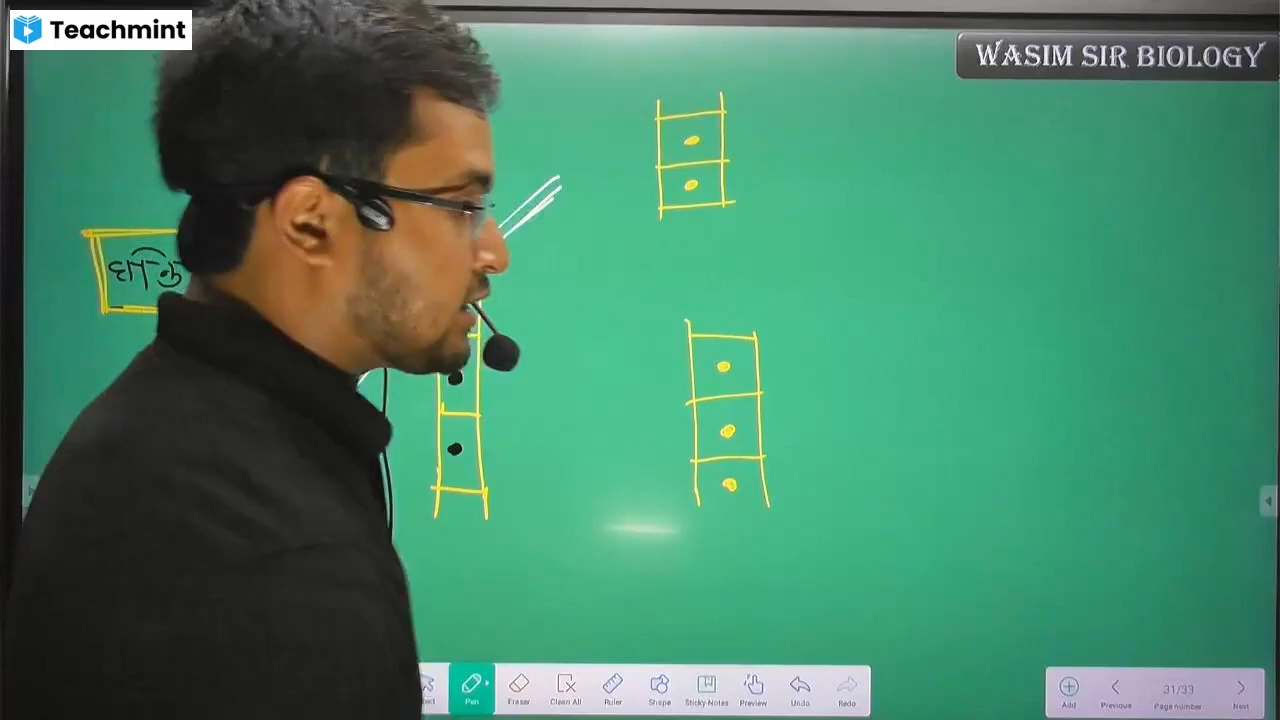 Teachmint
WASIM SIR BIOLOGY
Pen
Eraser
Clean All
Ruler
Shape
Sticky-Notes
Preview
Undo
Redo
Add
Previous
31/33
Page number
Next